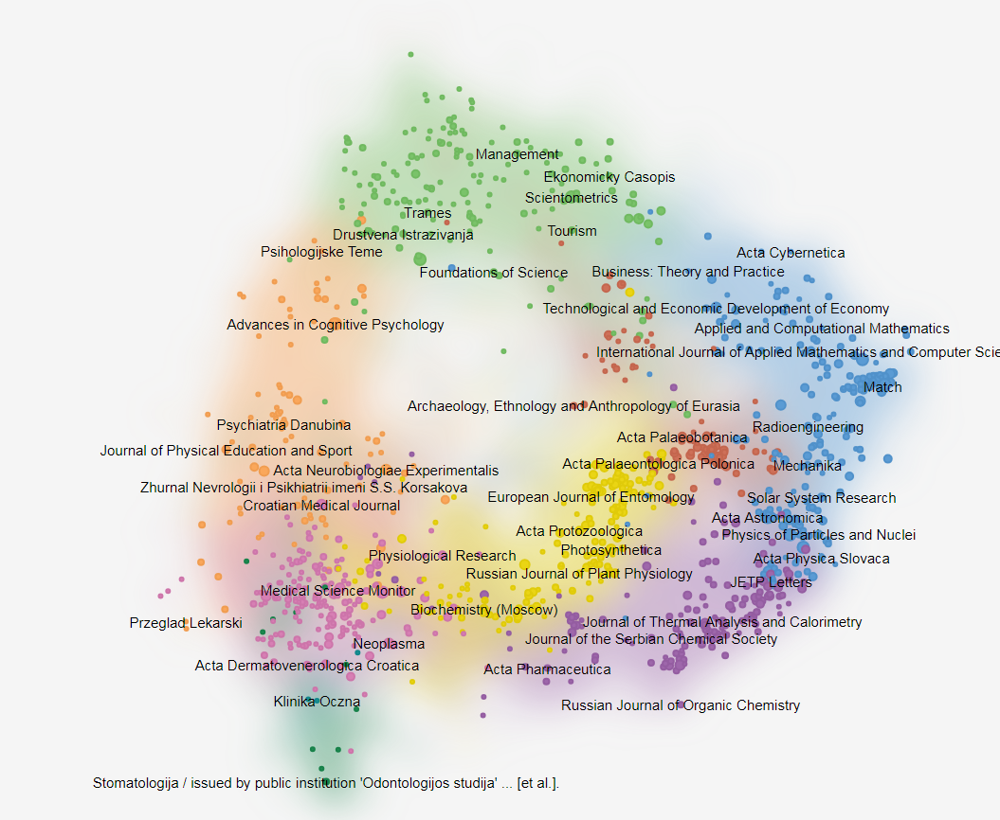 Management
Ekonomicky Casopis
Scientometrics
Trames
Tourism
Drustvena Istrazivanja
Psihologijske Teme
Acta Cybernetica
Foundations of Science
Business: Theory and Practice
Technological and Economic Development of Economy
Advances in Cognitive Psychology
Applied and Computational Mathematics
International Journal of Applied Mathematics and Computer Scie
Match
Archaeology, Ethnology and Anthropology of Eurasia
Psychiatria Danubina
Radioengineering
Acta Palaeobotanica
Journal of Physical Education and Sport
Acta Palaeontologica Polonica
Mechanika
Acta Neurobiologiae Experimentalis
Zhurnal Nevrologii i Psikhiatrii imeni S.S. Korsakova
European Journal of Entomology
Solar System Research
Croatian Medical Journal
Acta Astronomica
Acta Protozoologica
Physics of Particles and Nuclei
Photosynthetica
Physiological Research
Acta Physica Slovaca
Russian Journal of Plant Physiology
JETP Letters
Medical Science Monitor
Biochemistry (Moscow)
Przeglad Lekarski
Journal of Thermal Analysis and Calorimetry
Journal of the Serbian Chemical Society
Neoplasma
Acta Dermatovenerologica Croatica
Acta Pharmaceutica
Klinika Oczna
Russian Journal of Organic Chemistry
Stomatologija / issued by public institution 'Odontologijos studija' ... [et al.].